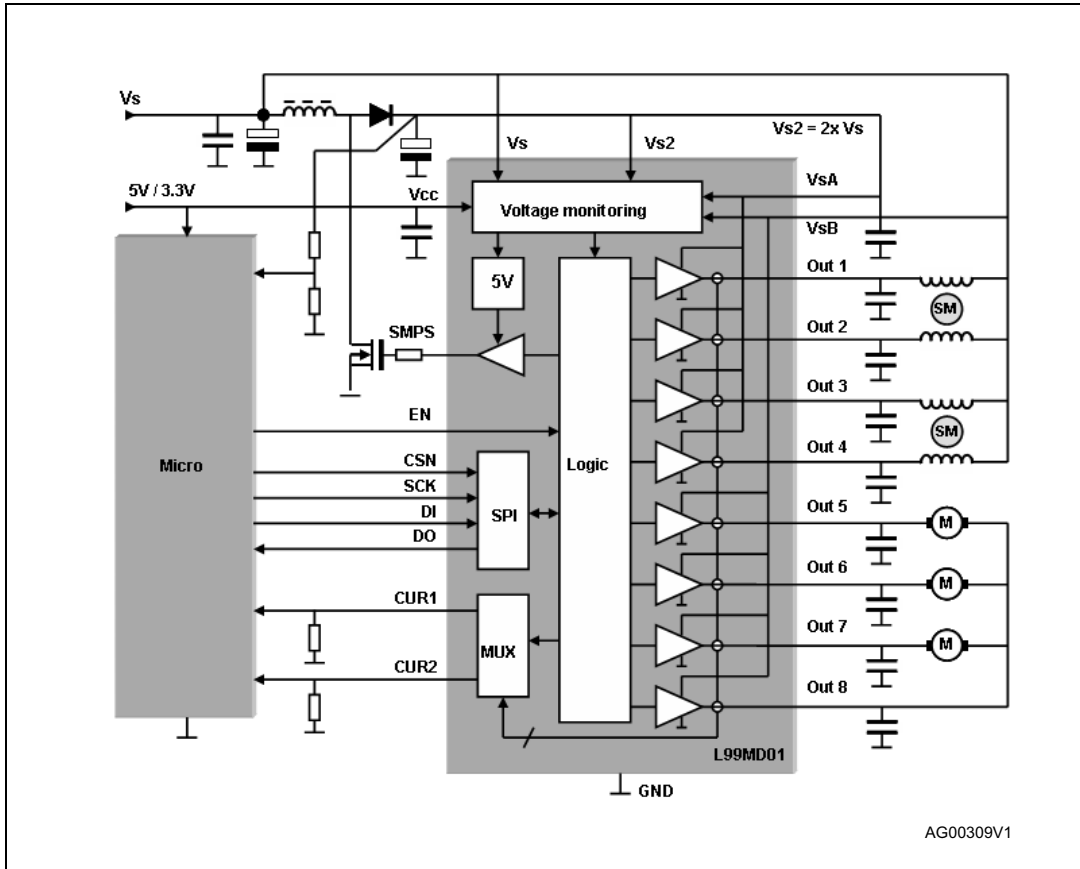 Vs
Vs
Vs2
Vs2 = 2x Vs
5V / 3.3V
Vcc
Voltage monitoring
VsA
VsB
5V
SMPS
Out 1
SM
Out 2
Out 3
SM
Out 4
EN
Micro
Logic
CSN
SCK
DI
DO
SPI
Out 5
M
Out 6
M
Out 7
M
CUR1
MUX
CUR2
Out 8
L99MD01
GND
AG00309V1